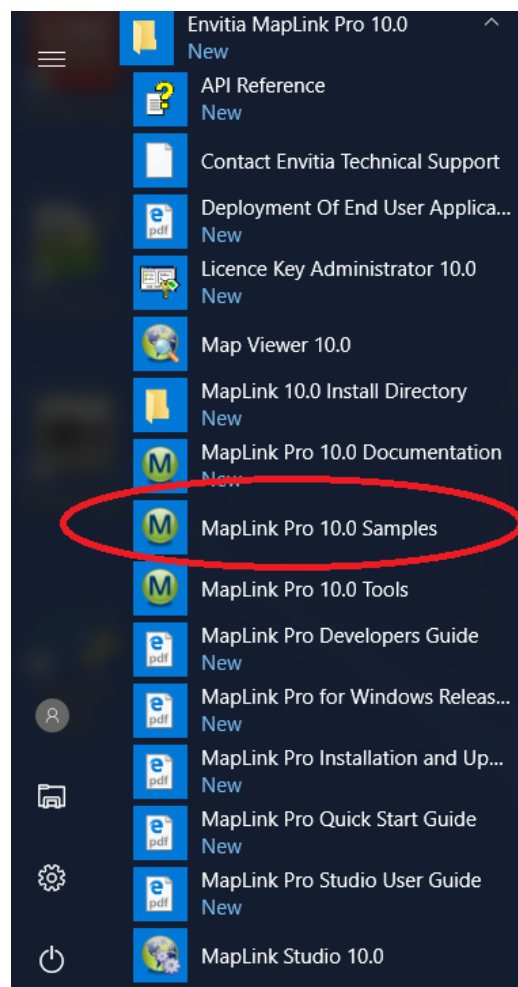 Envitia MapLink Pro 10.0
New
API Reference
New
Contact Envitia Technical Support
Deployment Of End User Applica...
New
Licence Key Administrator 10.0
New
Map Viewer 10.0
MapLink 10.0 Install Directory
New
MapLink Pro 10.0 Documentation
New
MapLink Pro 10.0 Samples
MapLink Pro 10.0 Tools
MapLink Pro Developers Guide
New
MapLink Pro for Windows Releas...
New
MapLink Pro Installation and Up...
New
MapLink Pro Quick Start Guide
New
MapLink Pro Studio User Guide
New
MapLink Studio 10.0